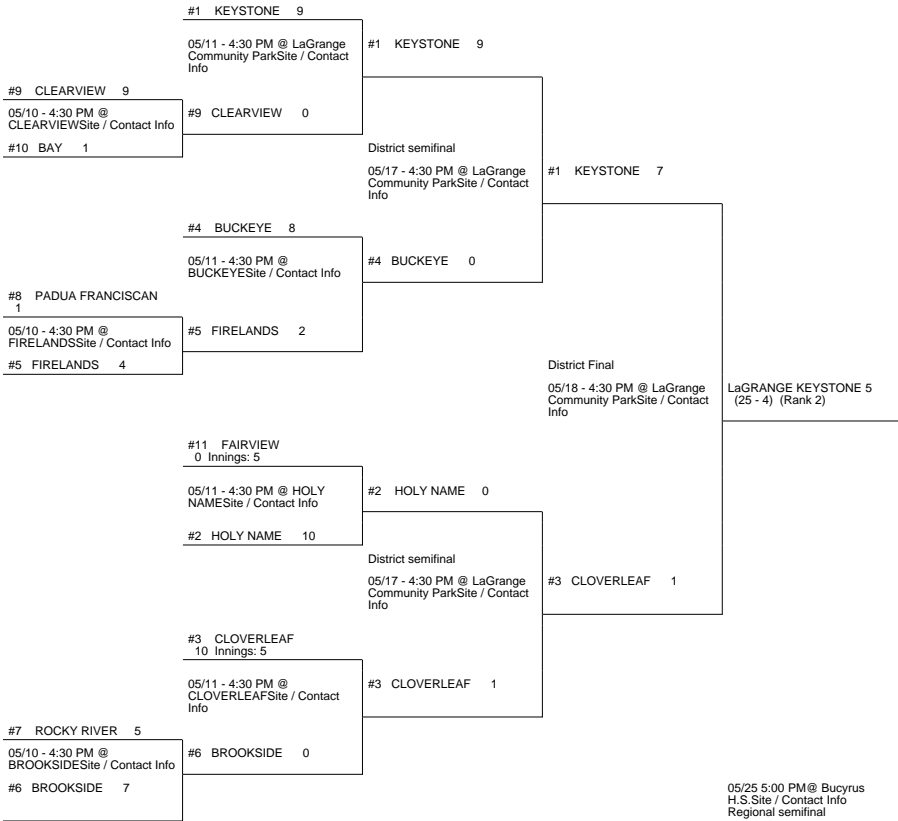 #1 KEYSTONE 9
05/11 - 4:30 PM @ LaGrange
Community ParkSite / Contact
Info
#1 KEYSTONE 9
#9 CLEARVIEW 9
05/10 - 4:30 PM @
CLEARVIEWSite / Contact Info
#9 CLEARVIEW 0
#10 BAY 1
District semifinal
05/17 - 4:30 PM @ LaGrange
Community ParkSite / Contact
Info
#1 KEYSTONE 7
#4 BUCKEYE 8
05/11 - 4:30 PM @
BUCKEYESite / Contact Info
#4 BUCKEYE 0
#8 PADUA FRANCISCAN
1
05/10 - 4:30 PM @
FIRELANDSSite / Contact Info
#5 FIRELANDS 2
#5 FIRELANDS 4
District Final
05/18 - 4:30 PM @ LaGrange
Community ParkSite / Contact
Info
LaGRANGE KEYSTONE 5
(25 - 4) (Rank 2)
#11 FAIRVIEW
0 Innings: 5
05/11 - 4:30 PM @ HOLY
NAMESite / Contact Info
#2 HOLY NAME 0
#2 HOLY NAME 10
District semifinal
05/17 - 4:30 PM @ LaGrange
Community ParkSite / Contact
Info
#3 CLOVERLEAF 1
#3 CLOVERLEAF
10 Innings: 5
05/11 - 4:30 PM @
CLOVERLEAFSite / Contact
Info
#3 CLOVERLEAF 1
#7 ROCKY RIVER 5
05/10 - 4:30 PM @
BROOKSIDESite / Contact Info
#6 BROOKSIDE 0
#6 BROOKSIDE 7
05/25 5:00 PM@ Bucyrus
H.S.Site / Contact Info
Regional semifinal